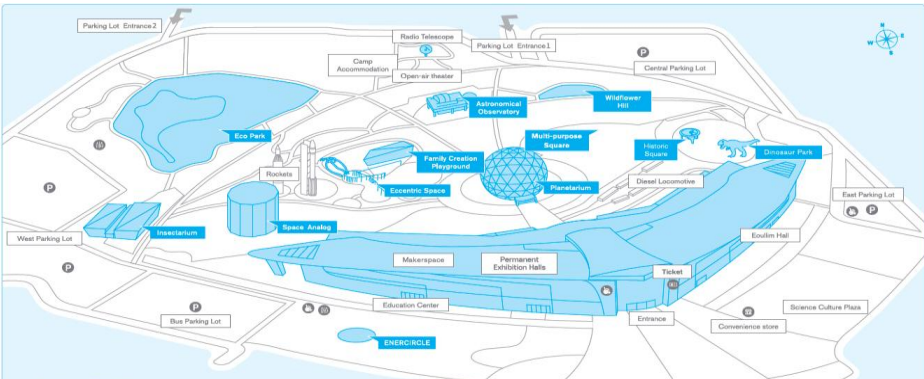 Parking Lot Entrance2
Radio Telescope
Parking Lot Entrance1
N
W
E
S
Camp
Accommodation
Open-air theater
P
Central Parking Lot
Astronomical
Observatory
Wildflower
Hill
Eco Park
Multi-purpose
Square
Historic
Square
Dinosaur Park
Family Creation
Playground
Rockets
Eccentric Space
Planetarium
Diesel Locomotive
P
East Parking Lot
P
Insectarium
Space Analog
West Parking Lot
Eoullim Hall
Makerspace
Permanent
Exhibition Halls
Ticket
P
Education Center
P
Bus Parking Lot
Entrance
Convenience store
Science Culture Plaza
ENERCIRCLE